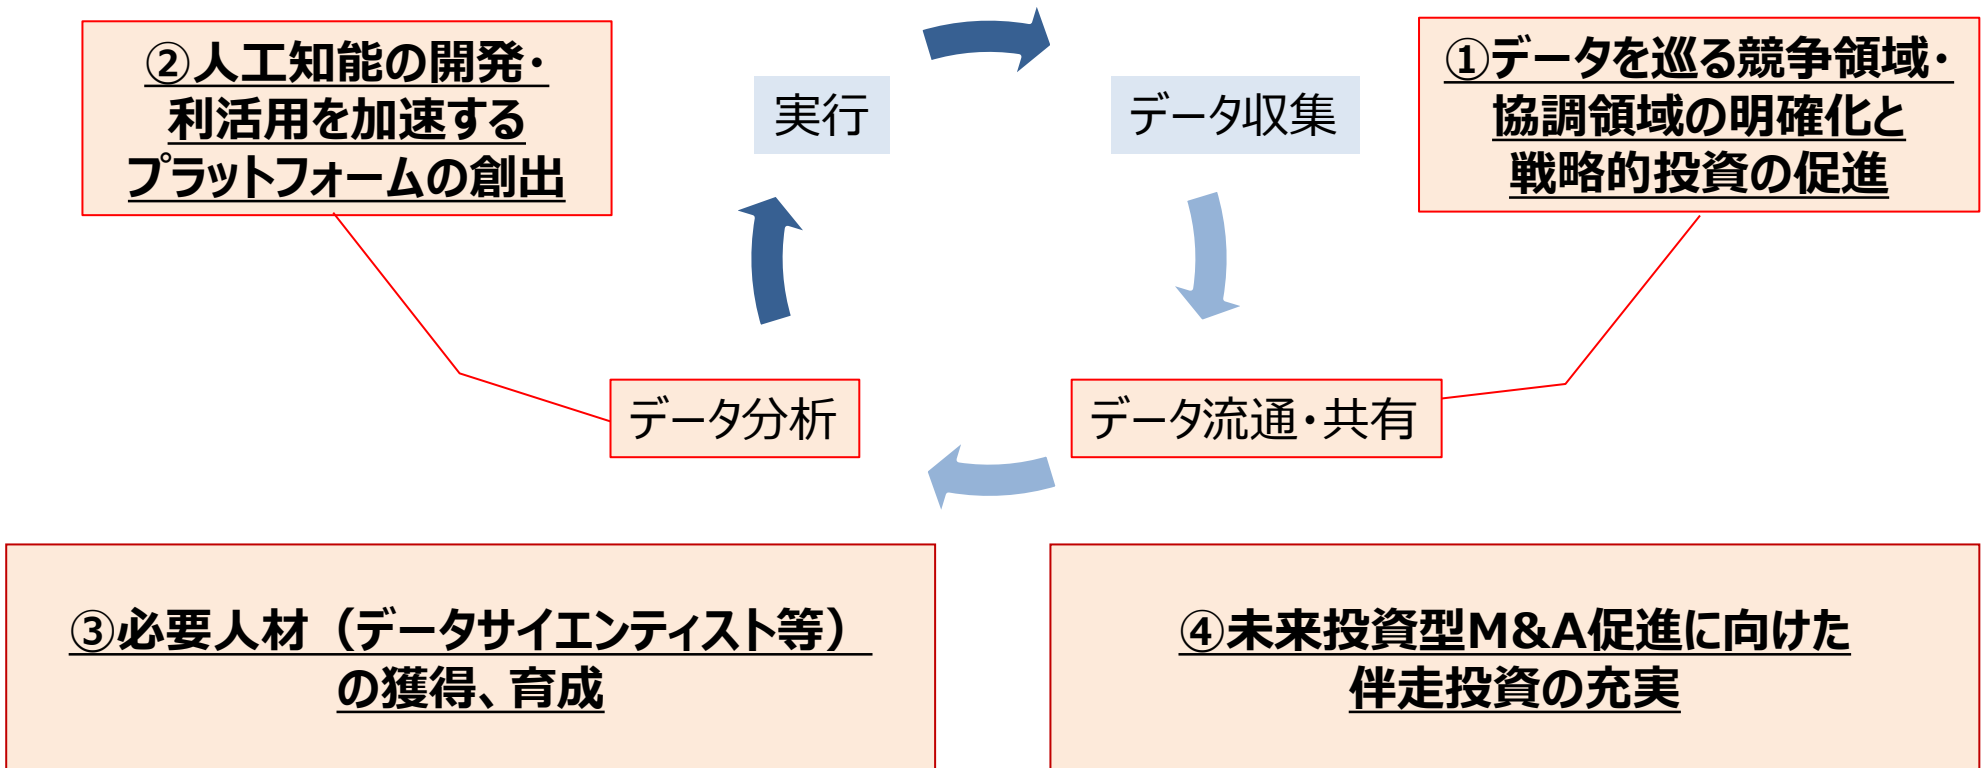 ②人工知能の開発・
利活用を加速する
プラットフォームの創出
実行
データ収集
①データを巡る競争領域・
協調領域の明確化と
戦略的投資の促進
データ分析
データ流通・共有
③必要人材（データサイエンティスト等）
の獲得、育成
④未来投資型M&A促進に向けた
伴走投資の充実